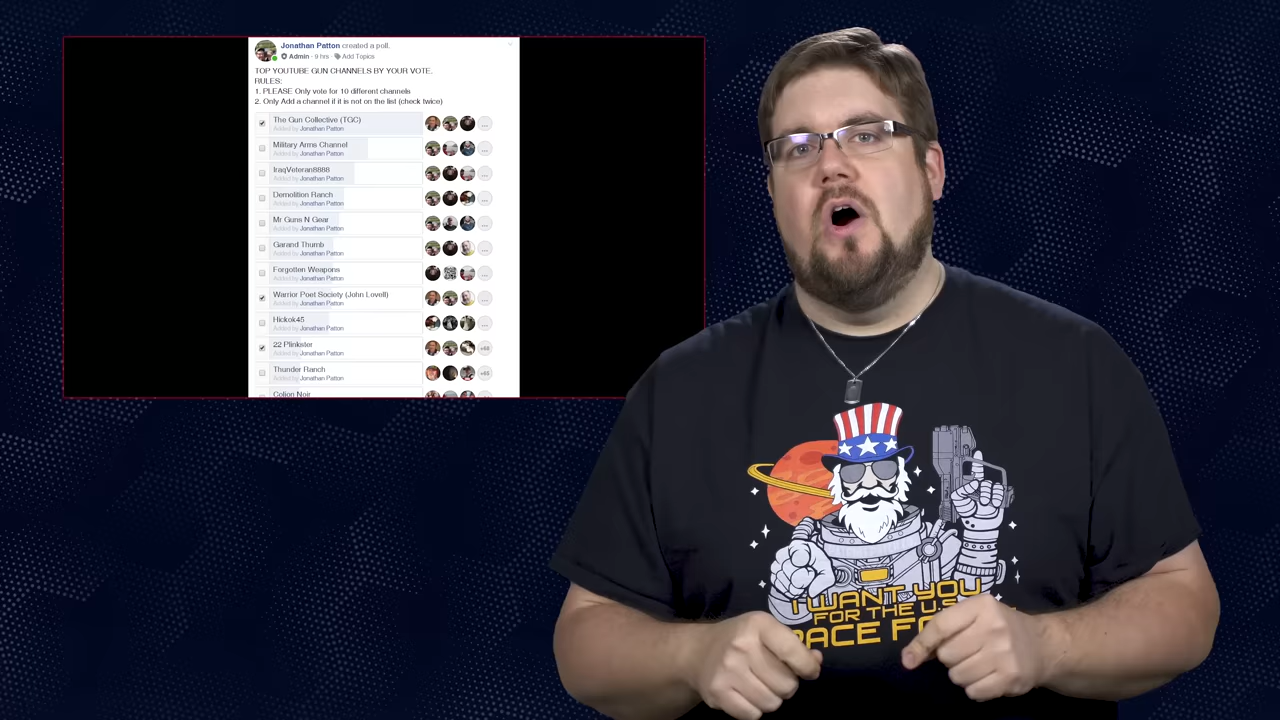 Jonathan Patton created a poll.
Admin · 9 hrs · Add Topics
TOP YOUTUBE GUN CHANNELS BY YOUR VOTE.
RULES:
1. PLEASE Only vote for 10 different channels
2. Only Add a channel if it is not on the list (check twice)
The Gun Collective (TGC)
Added by Jonathan Patton
...
Military Arms Channel
Added by Jonathan Patton
...
IraqVeteran8888
Added by Jonathan Patton
...
Demolition Ranch
Added by Jonathan Patton
...
Mr Guns N Gear
Added by Jonathan Patton
...
Garand Thumb
Added by Jonathan Patton
...
Forgotten Weapons
Added by Jonathan Patton
...
Warrior Poet Society (John Lovell)
Added by Jonathan Patton
...
Hickok45
Added by Jonathan Patton
...
22 Plinkster
Added by Jonathan Patton
+68
Thunder Ranch
Added by Jonathan Patton
+65
Colion Noir
I WANT YOU
FOR THE U.S.